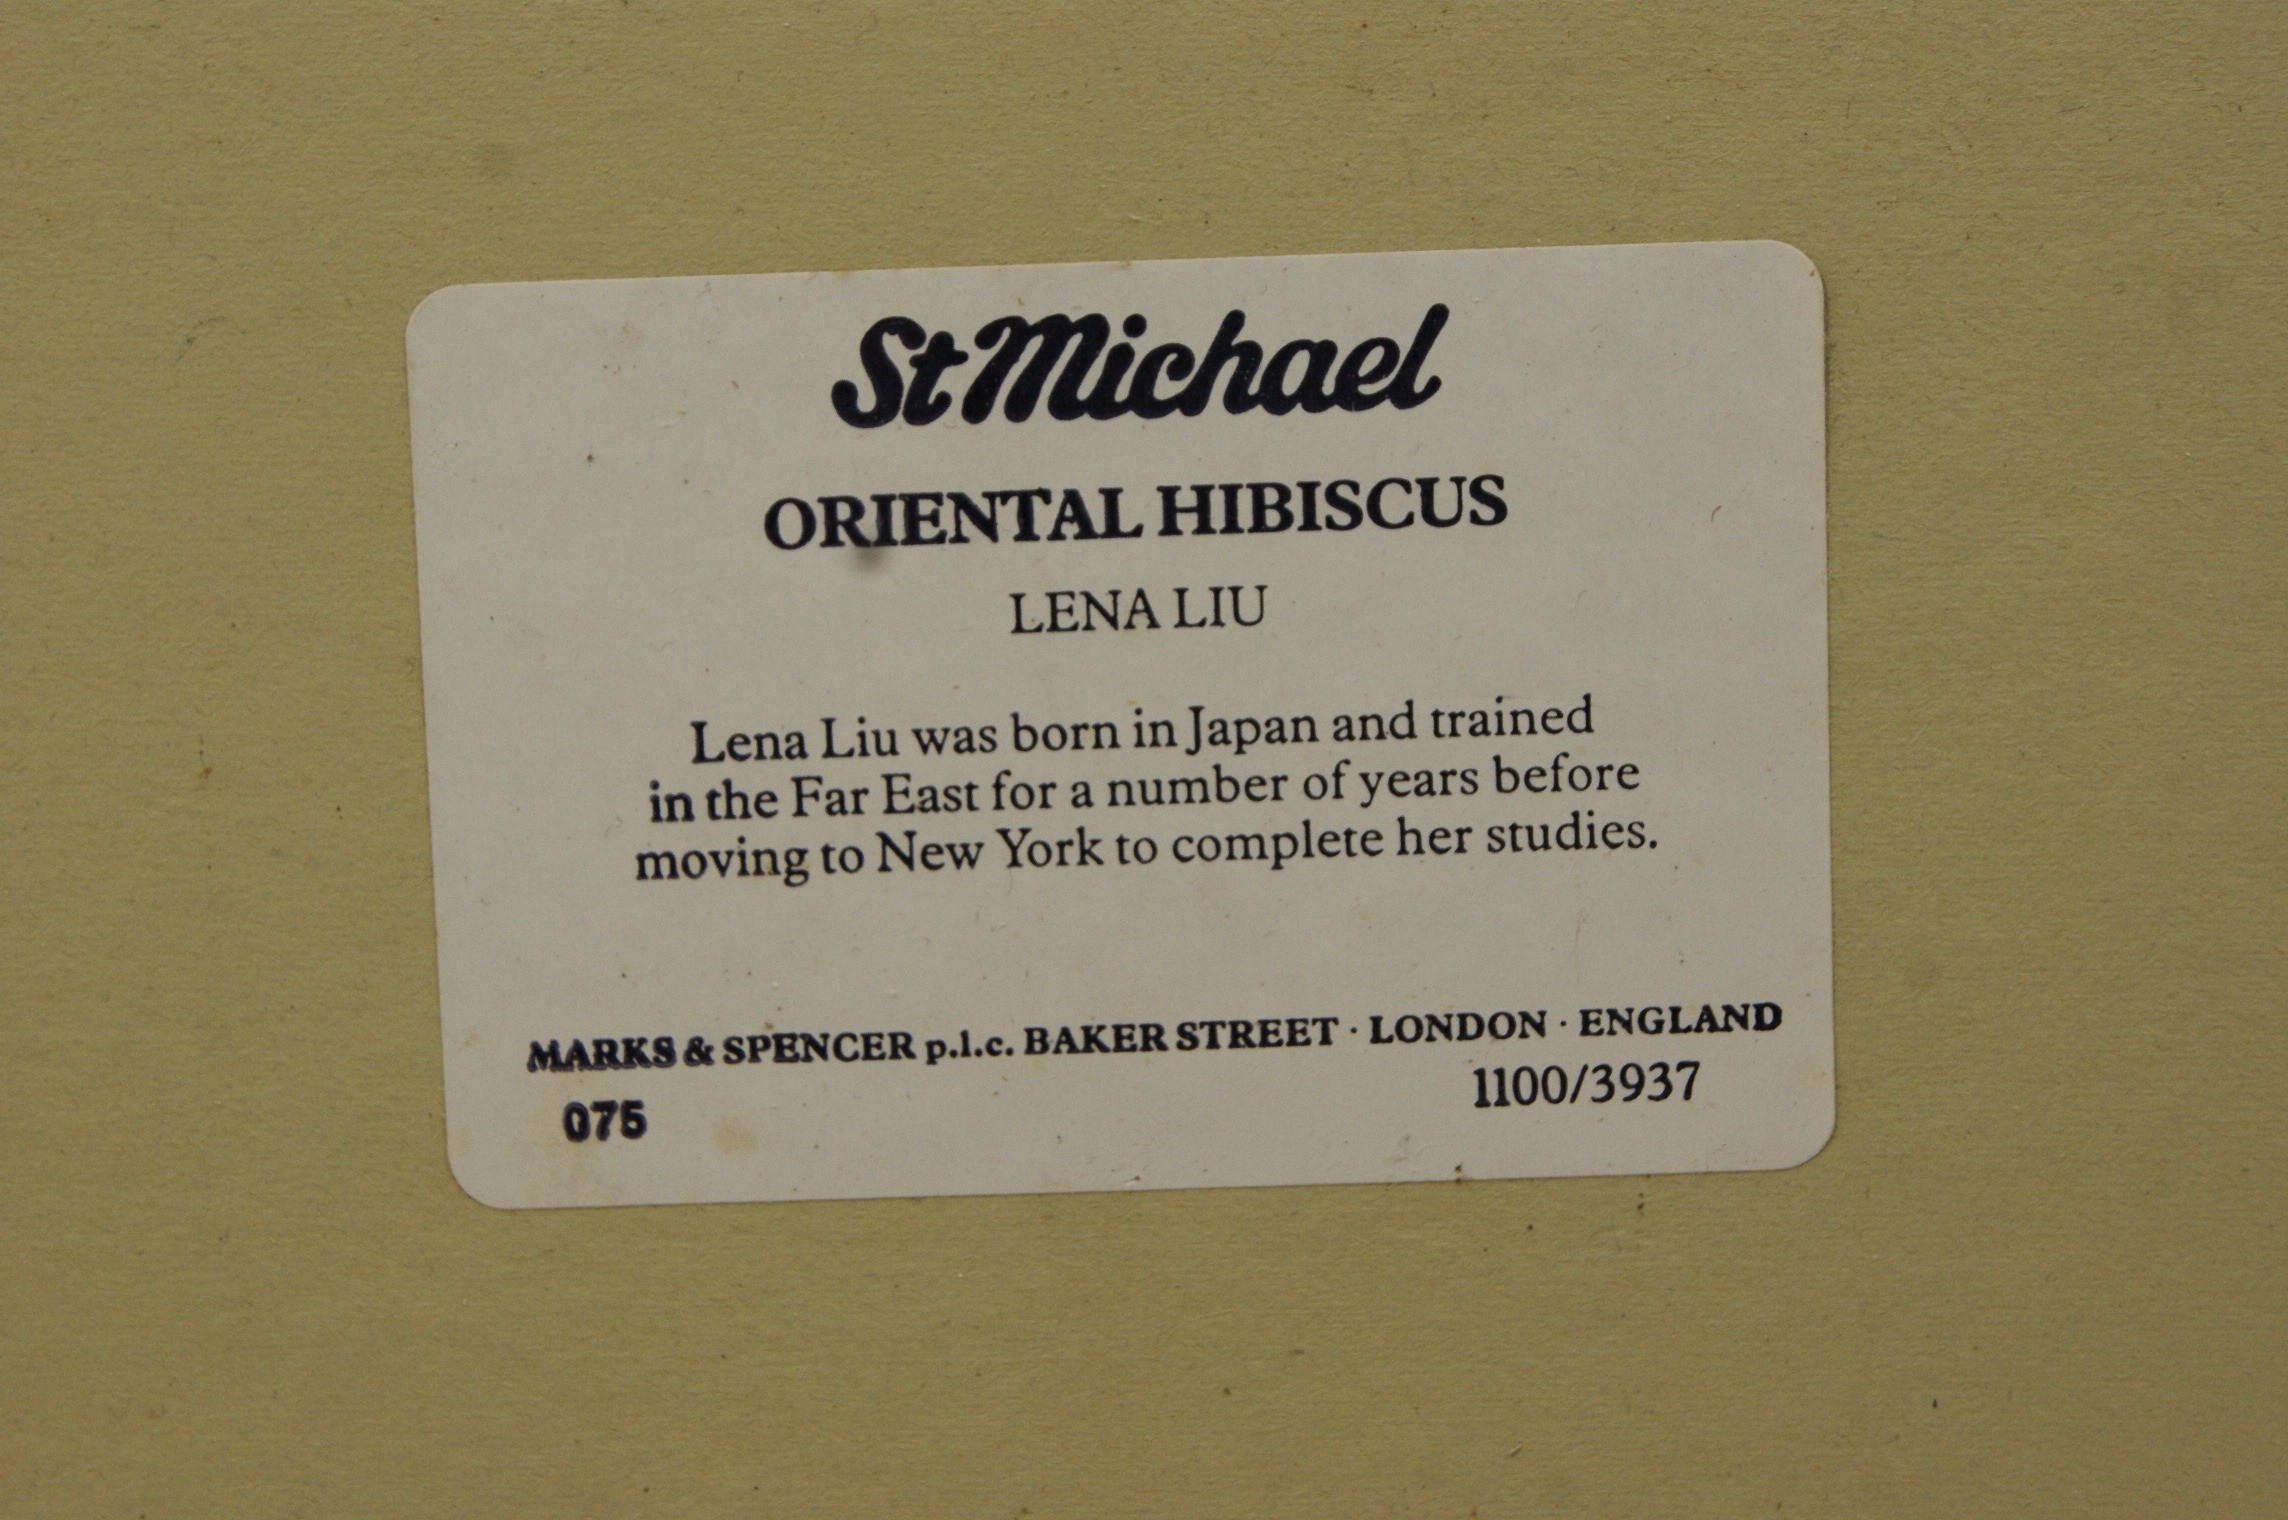 St Michael
ORIENTAL HIBISCUS
LENA LIU
Lena Liu was born in Japan and trained
in the Far East for a number of years before
moving to New York to complete her studies.
MARKS & SPENCER p.l.c. BAKER STREET · LONDON · ENGLAND
1100/3937
075